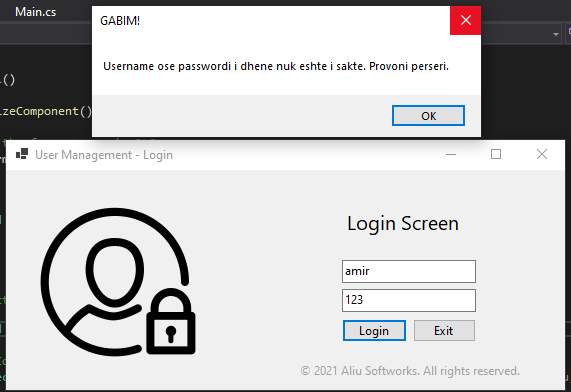 Main.cs
GABIM!
Username ose passwordi i dhene nuk eshte i sakte. Provoni perseri.
OK
()
izeComponent()
User Management - Login
Login Screen
amir
123
Login
Exit
© 2021 Aliu Softworks. All rights reserved.